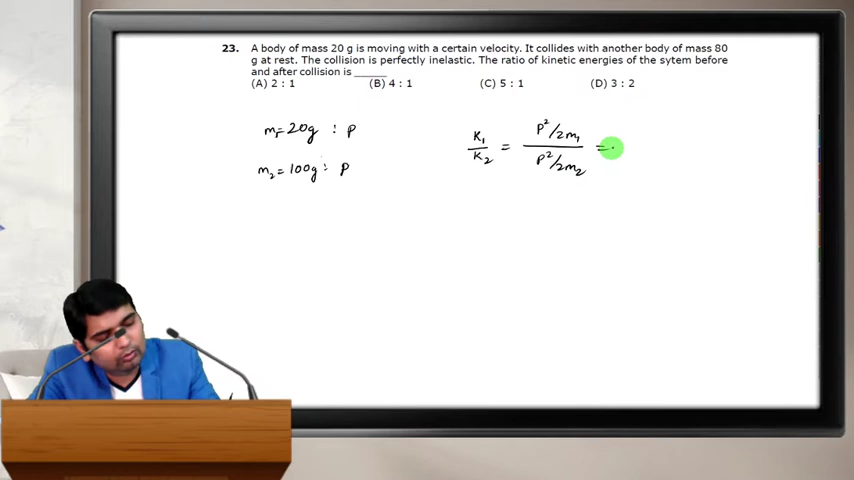 23. A body of mass 20 g is moving with a certain velocity. It collides with another body of mass 80
g at rest. The collision is perfectly inelastic. The ratio of kinetic energies of the sytem before
and after collision is ______
(A) 2 : 1 (B) 4 : 1 (C) 5 : 1 (D) 3 : 2
m₁=20g : P
m₂=100g : P
K₁/K₂ = (P²/2m₁)/(P²/2m₂) =